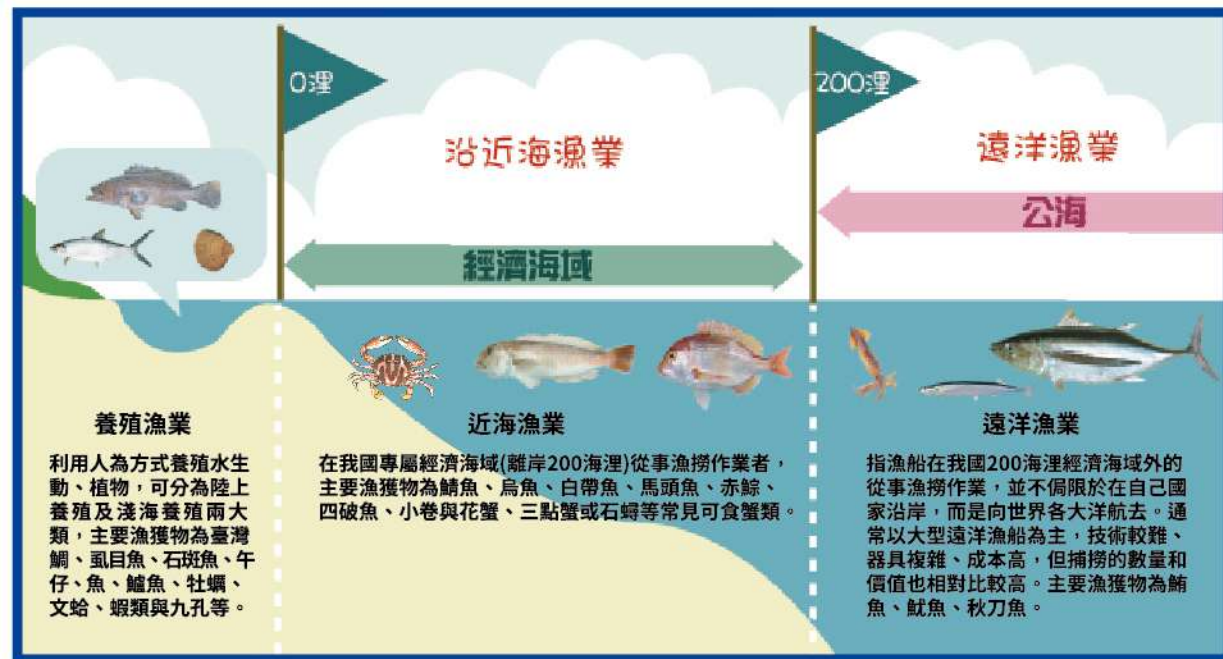 0浬
200浬
沿近海漁業
遠洋漁業
公海
經濟海域
養殖漁業
利用人為方式養殖水生
動、植物，可分為陸上
養殖及淺海養殖兩大
類，主要漁獲物為臺灣
鯛、虱目魚、石斑魚、午
仔、魚、鱸魚、牡蠣、
文蛤、蝦類與九孔等。
近海漁業
在我國專屬經濟海域(離岸200海浬)從事漁撈作業者，
主要漁獲物為鯖魚、烏魚、白帶魚、馬頭魚、赤鯮、
四破魚、小卷與花蟹、三點蟹或石蟳等常見可食蟹類。
遠洋漁業
指漁船在我國200海浬經濟海域外的
從事漁撈作業，並不侷限於在自己國
家沿岸，而是向世界各大洋航去。通
常以大型遠洋漁船為主，技術較難、
器具複雜、成本高，但捕撈的數量和
價值也相對比較高。主要漁獲物為鮪
魚、魷魚、秋刀魚。